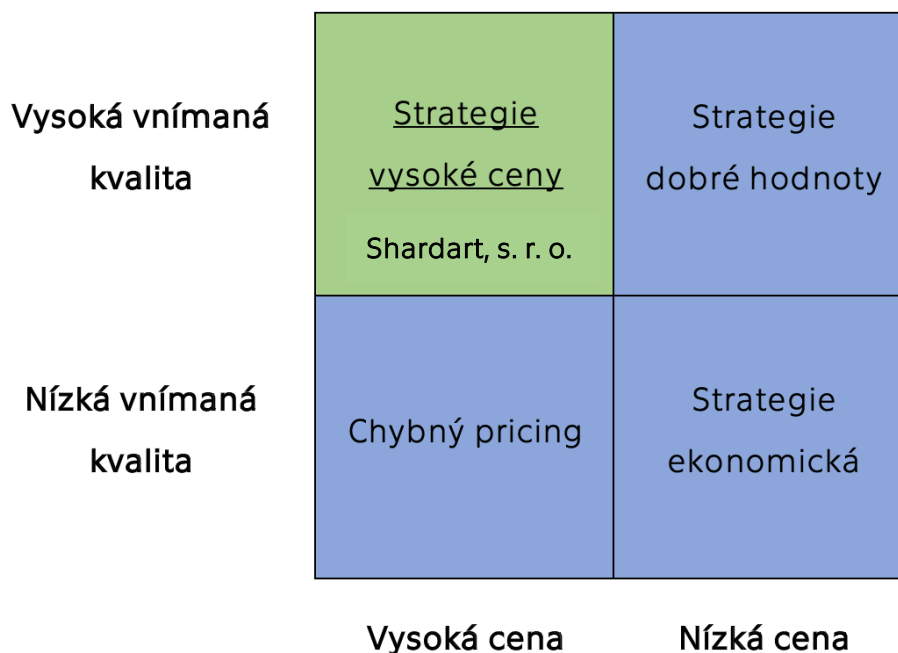 Vysoká vnímaná
kvalita
Strategie
vysoké ceny
Shardart, s. r. o.
Strategie
dobré hodnoty
Nízká vnímaná
kvalita
Chybný pricing
Strategie
ekonomická
Vysoká cena
Nízká cena